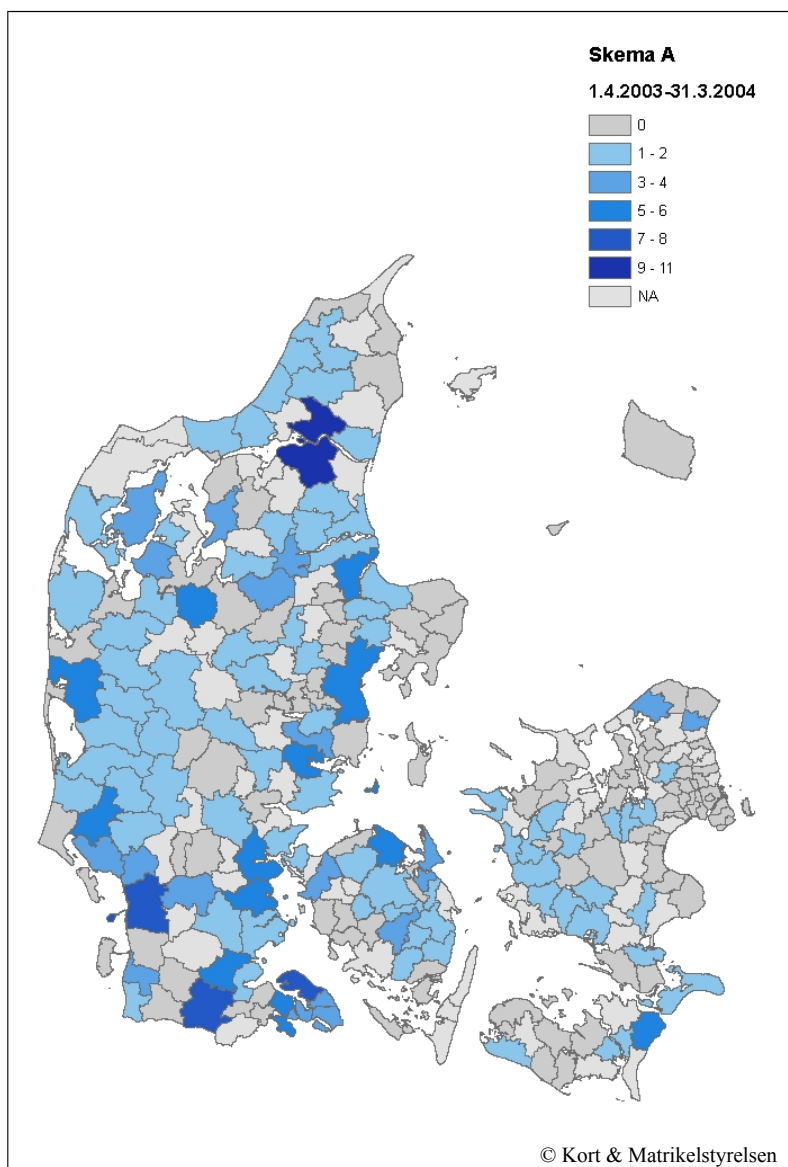 Skema A
1.4.2003-31.3.2004
0
1 - 2
3 - 4
5 - 6
7 - 8
9 - 11
NA
© Kort & Matrikelstyrelsen